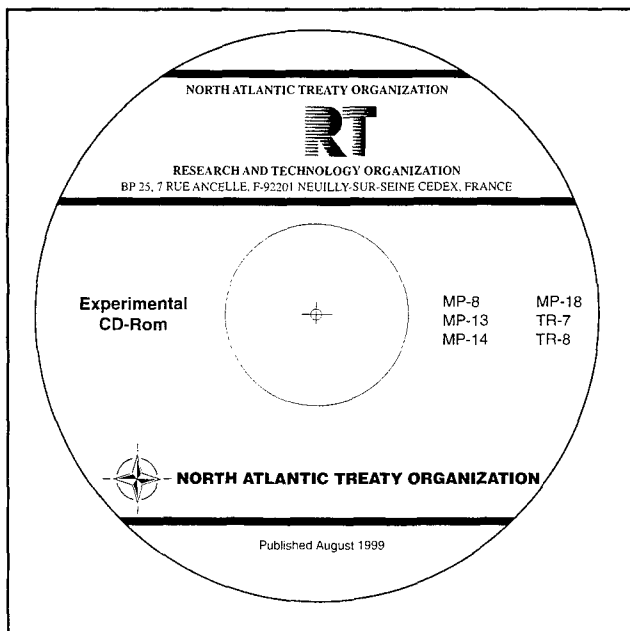 NORTH ATLANTIC TREATY ORGANIZATION
RT
RESEARCH AND TECHNOLOGY ORGANIZATION
BP 25, 7 RUE ANCELLE, F-92201 NEUILLY-SUR-SEINE CEDEX, FRANCE
Experimental
CD-Rom
MP-8 MP-18
MP-13 TR-7
MP-14 TR-8
NORTH ATLANTIC TREATY ORGANIZATION
Published August 1999